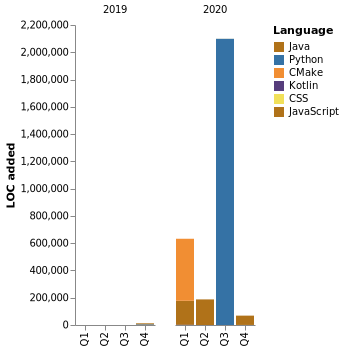 2019 2020
2,200,000
2,000,000
1,800,000
1,600,000
1,400,000
1,200,000
1,000,000
800,000
600,000
400,000
200,000
0
LOC added
Q1 Q2 Q3 Q4 Q1 Q2 Q3 Q4
Language
Java
Python
CMake
Kotlin
CSS
JavaScript